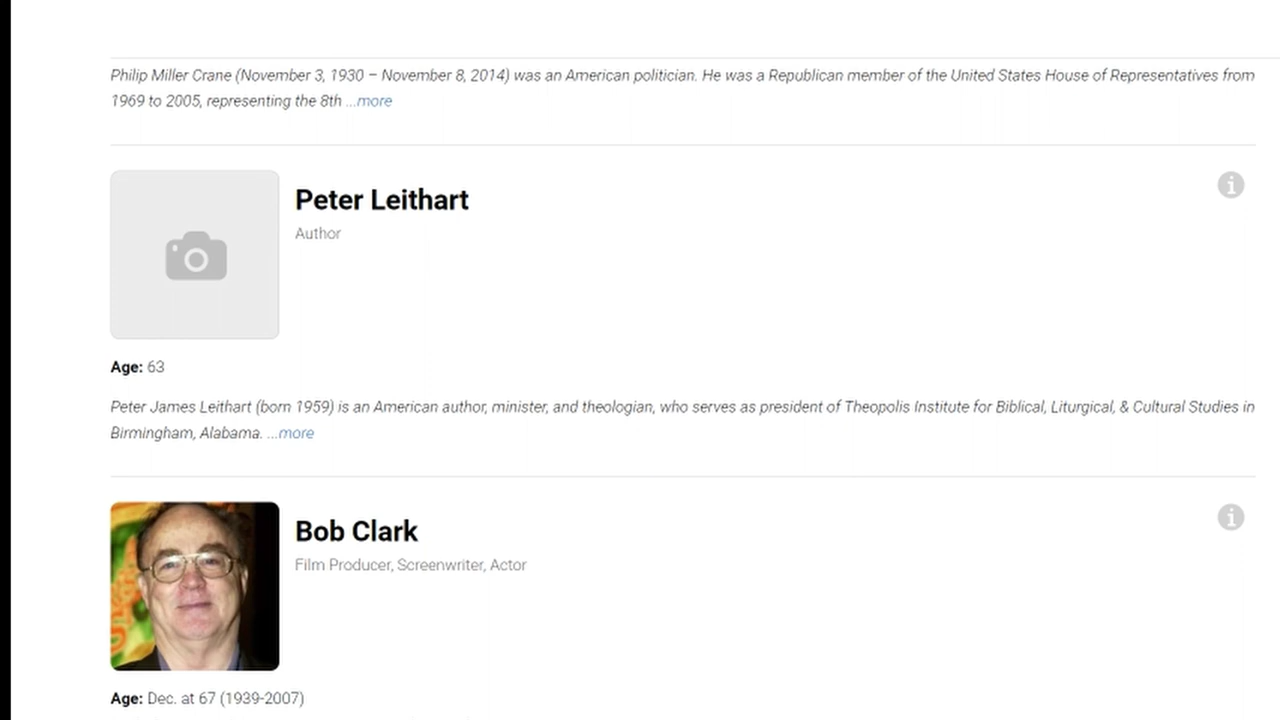 Philip Miller Crane (November 3, 1930 – November 8, 2014) was an American politician. He was a Republican member of the United States House of Representatives from
1969 to 2005, representing the 8th ...more
Peter Leithart
Author
Age: 63
Peter James Leithart (born 1959) is an American author, minister, and theologian, who serves as president of Theopolis Institute for Biblical, Liturgical, & Cultural Studies in
Birmingham, Alabama. ...more
Bob Clark
Film Producer, Screenwriter, Actor
Age: Dec. at 67 (1939-2007)